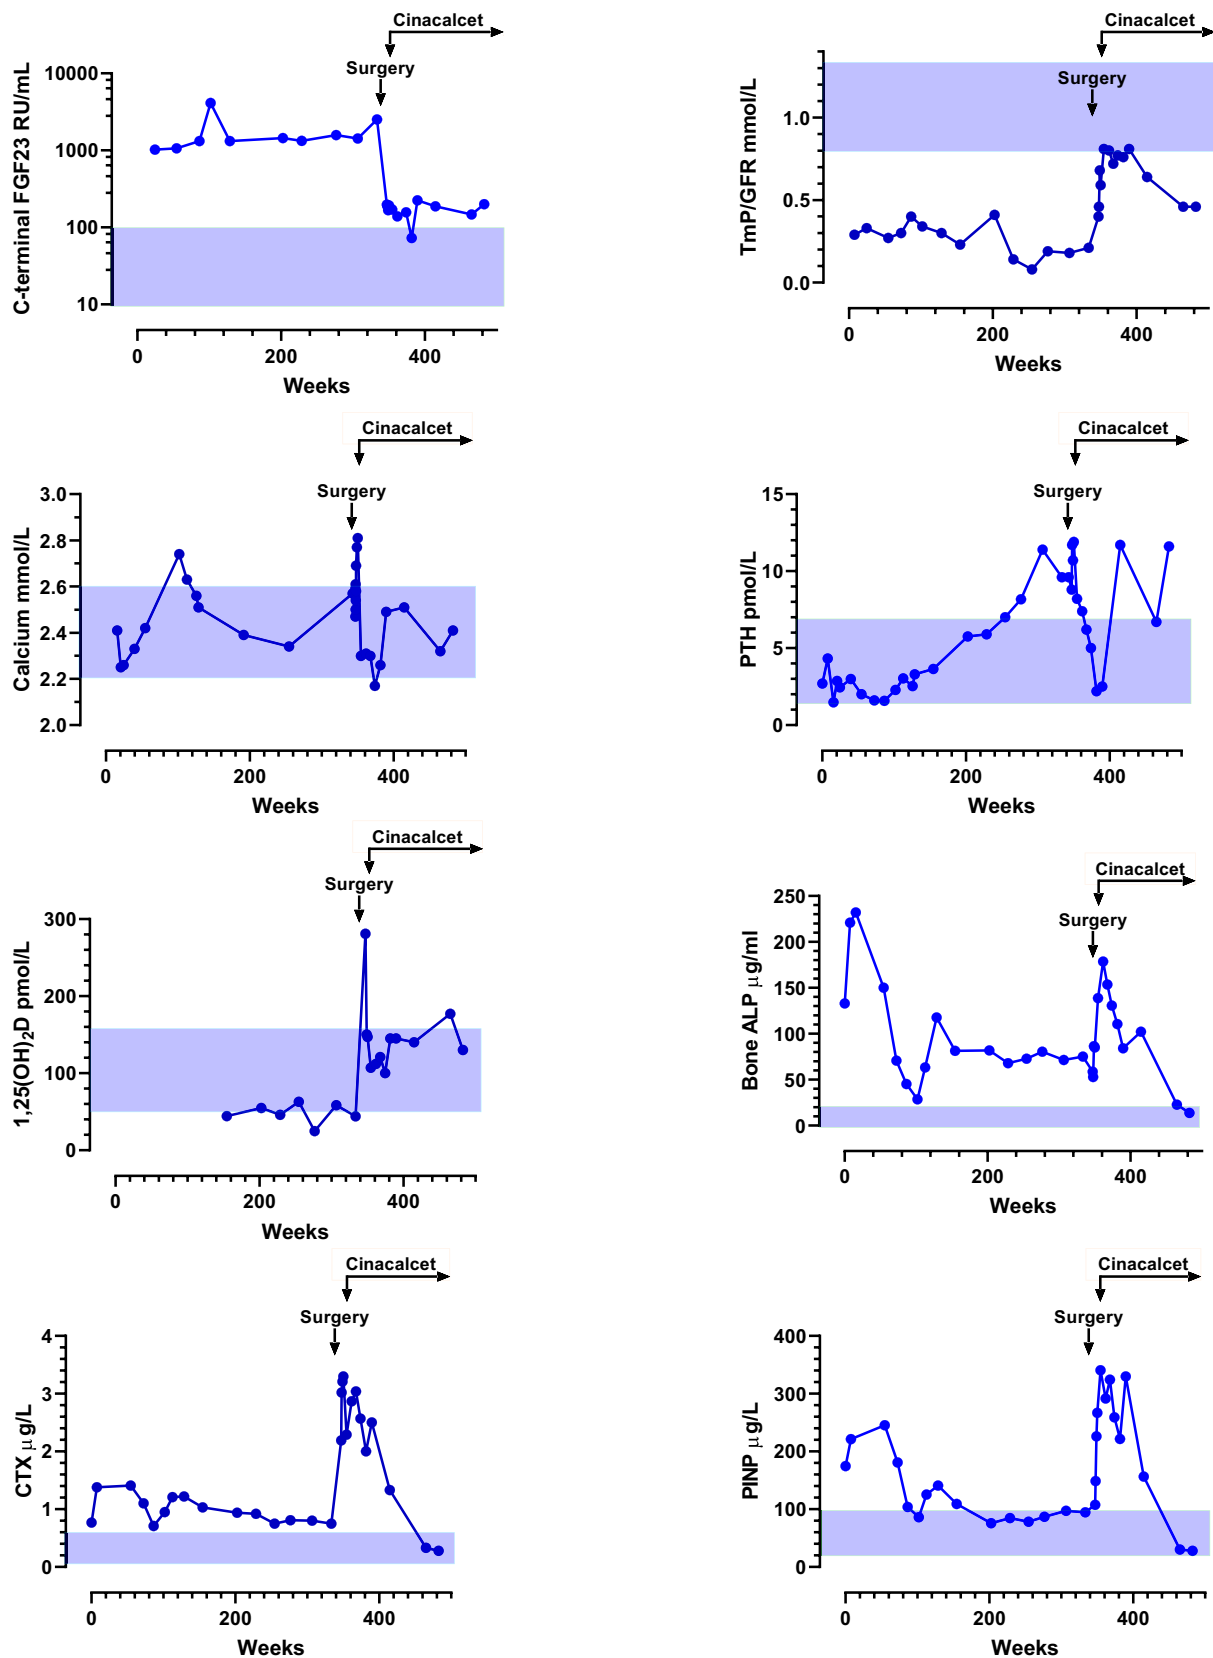 Cinacalcet
Surgery
C-terminal FGF23 RU/mL
10000
1000
100
10
0 200 400
Weeks
Cinacalcet
Surgery
TmP/GFR mmol/L
1.0
0.5
0.0
0 200 400
Weeks
Cinacalcet
Surgery
Calcium mmol/L
3.0
2.8
2.6
2.4
2.2
2.0
0 200 400
Weeks
Cinacalcet
Surgery
PTH pmol/L
15
10
5
0
0 200 400
Weeks
Cinacalcet
Surgery
1,25(OH)₂D pmol/L
300
200
100
0
0 200 400
Weeks
Cinacalcet
Surgery
Bone ALP μg/ml
250
200
150
100
50
0
0 200 400
Weeks
Cinacalcet
Surgery
CTX μg/L
4
3
2
1
0
0 200 400
Weeks
Cinacalcet
Surgery
PINP μg/L
400
300
200
100
0
0 200 400
Weeks